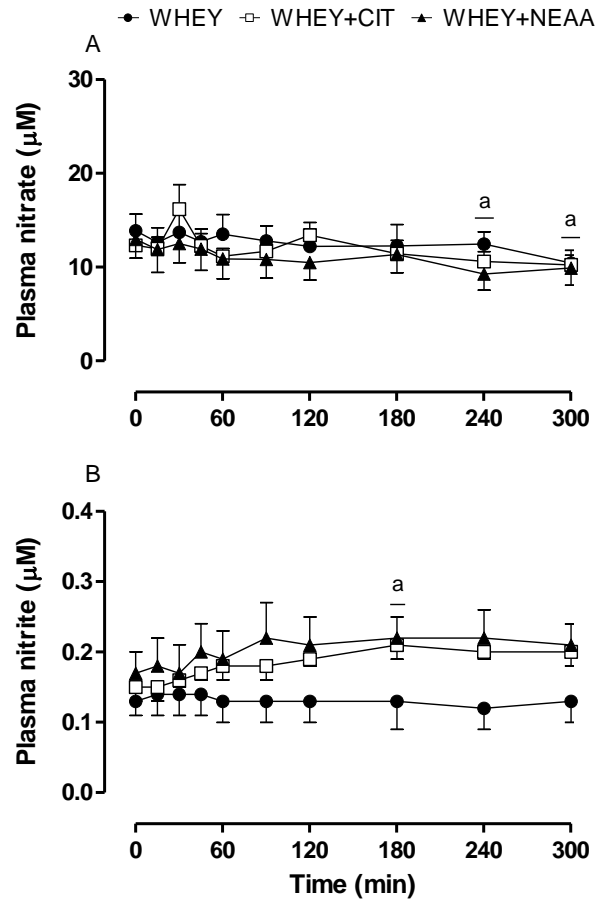 WHEY WHEY+CIT WHEY+NEAA
A
Plasma nitrate (μM)
30
20
10
0
a
a
0 60 120 180 240 300
B
Plasma nitrite (μM)
0.4
0.3
0.2
0.1
0.0
a
0 60 120 180 240 300
Time (min)